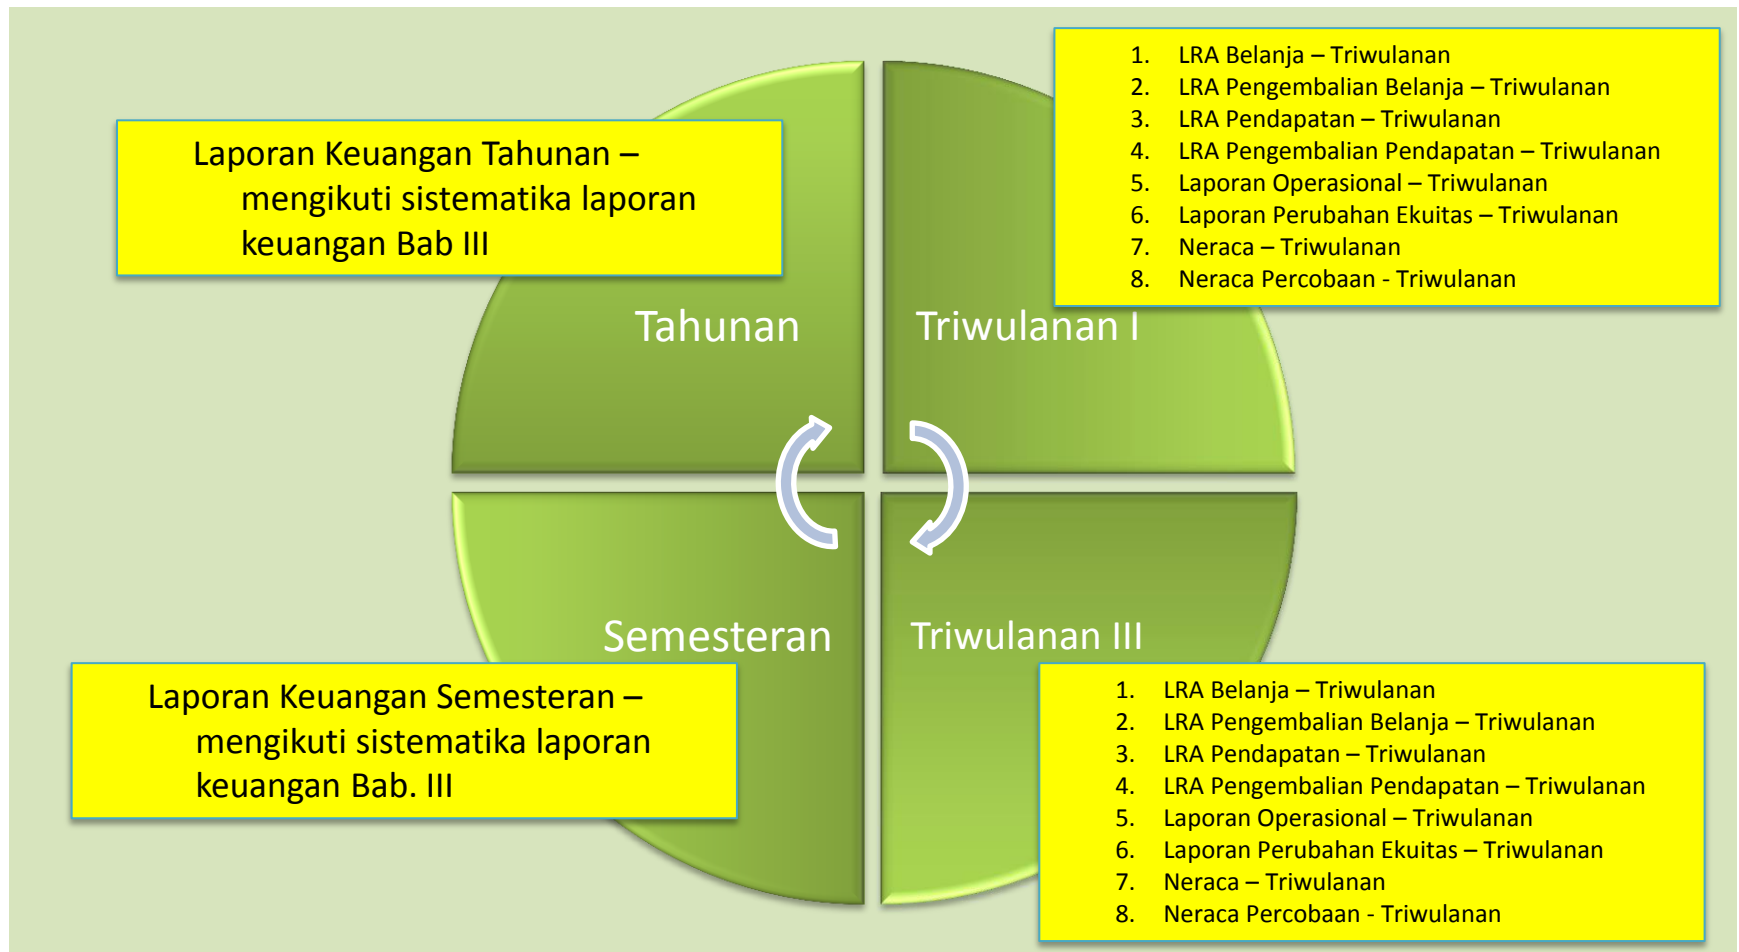 Laporan Keuangan Tahunan –
mengikuti sistematika laporan
keuangan Bab III
Tahunan
1. LRA Belanja – Triwulanan
2. LRA Pengembalian Belanja – Triwulanan
3. LRA Pendapatan – Triwulanan
4. LRA Pengembalian Pendapatan – Triwulanan
5. Laporan Operasional – Triwulanan
6. Laporan Perubahan Ekuitas – Triwulanan
7. Neraca – Triwulanan
8. Neraca Percobaan - Triwulanan
Triwulanan I
Semesteran
Laporan Keuangan Semesteran –
mengikuti sistematika laporan
keuangan Bab. III
Triwulanan III
1. LRA Belanja – Triwulanan
2. LRA Pengembalian Belanja – Triwulanan
3. LRA Pendapatan – Triwulanan
4. LRA Pengembalian Pendapatan – Triwulanan
5. Laporan Operasional – Triwulanan
6. Laporan Perubahan Ekuitas – Triwulanan
7. Neraca – Triwulanan
8. Neraca Percobaan - Triwulanan